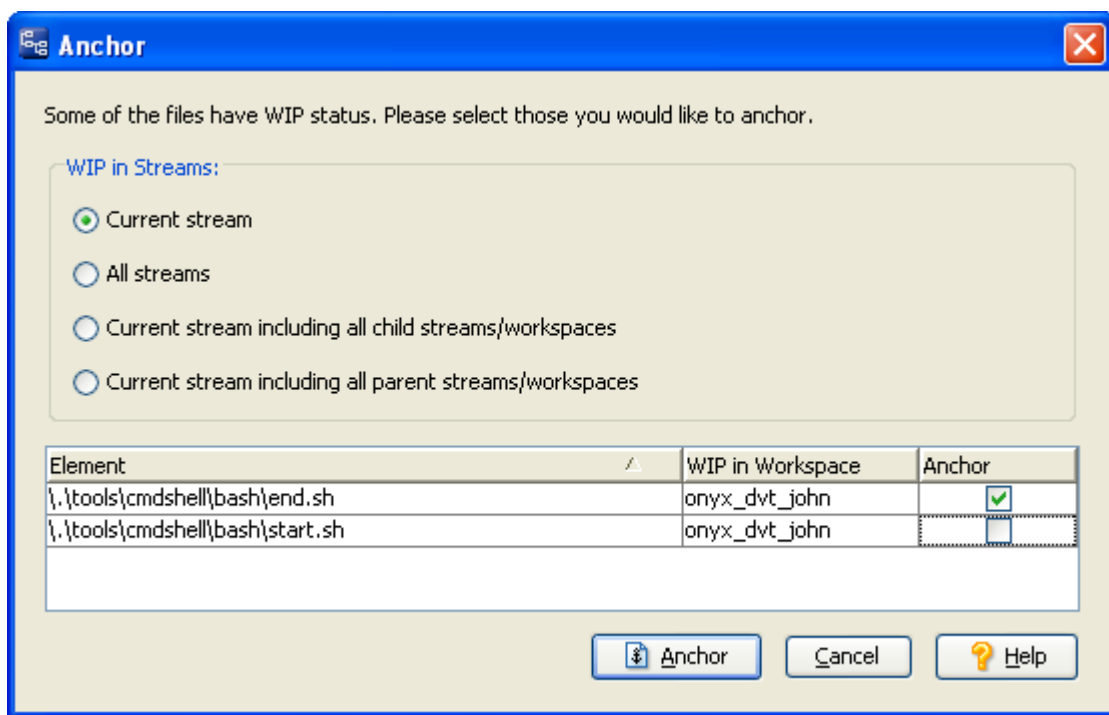 Anchor
Some of the files have WIP status. Please select those you would like to anchor.
WIP in Streams:
Current stream
All streams
Current stream including all child streams/workspaces
Current stream including all parent streams/workspaces
Element WIP in Workspace Anchor
\.\tools\cmdshell\bash\end.sh onyx_dvt_john
\.\tools\cmdshell\bash\start.sh onyx_dvt_john
Anchor Cancel Help